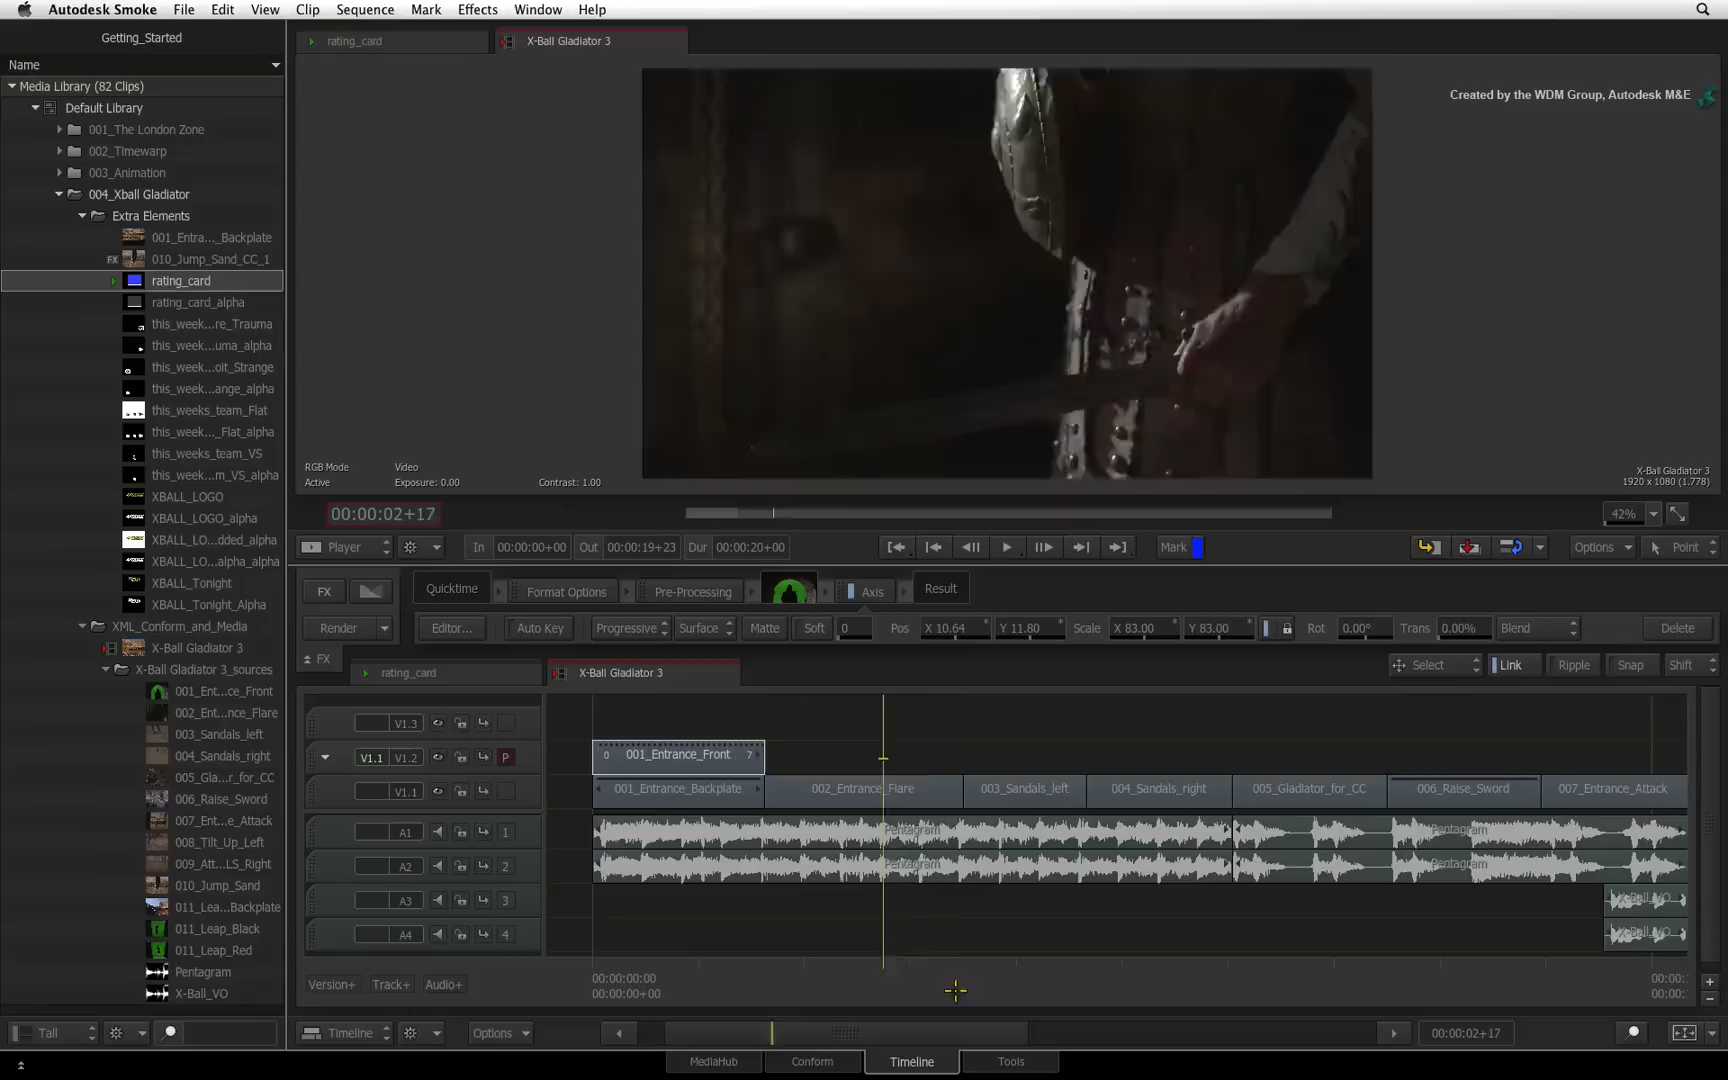 Autodesk Smoke File Edit View Clip Sequence Mark Effects Window Help
Getting_Started
Name
Media Library (82 Clips)
Default Library
001_The London Zone
002_Timewarp
003_Animation
004_Xball Gladiator
Extra Elements
001_Entra..._Backplate
FX 010_Jump_Sand_CC_1
rating_card
rating_card_alpha
this_week...re_Trauma
this_week...uma_alpha
this_week...oit_Strange
this_week...ange_alpha
this_weeks_team_Flat
this_week..._Flat_alpha
this_weeks_team_VS
this_week...m_VS_alpha
XBALL_LOGO
XBALL_LOGO_alpha
XBALL_LO...dded_alpha
XBALL_LO...alpha_alpha
XBALL_Tonight
XBALL_Tonight_Alpha
XML_Conform_and_Media
X-Ball Gladiator 3
X-Ball Gladiator 3_sources
001_Ent...ce_Front
002_Ent...nce_Flare
003_Sandals_left
004_Sandals_right
005_Gla...r_for_CC
006_Raise_Sword
007_Ent...e_Attack
008_Tilt_Up_Left
009_Att...LS_Right
010_Jump_Sand
011_Lea...Backplate
011_Leap_Black
011_Leap_Red
Pentagram
X-Ball_VO
Tall
rating_card X-Ball Gladiator 3
Created by the WDM Group, Autodesk M&E
RGB Mode Video
Active Exposure: 0.00 Contrast: 1.00
X-Ball Gladiator 3
1920 x 1080 (1.778)
00:00:02+17 42%
Player In 00:00:00+00 Out 00:00:19+23 Dur 00:00:20+00 Mark Options Point
FX Quicktime Format Options Pre-Processing Axis Result
Render Editor... Auto Key Progressive Surface Matte Soft 0 Pos X 10.64 Y 11.80 Scale X 83.00 Y 83.00 Rot 0.00° Trans 0.00% Blend Delete
FX rating_card X-Ball Gladiator 3 Select Link Ripple Snap Shift
V1.3
V1.1 V1.2 P 0 001_Entrance_Front 7
V1.1 001_Entrance_Backplate 002_Entrance_Flare 003_Sandals_left 004_Sandals_right 005_Gladiator_for_CC 006_Raise_Sword 007_Entrance_Attack
A1 1 Pentagram Pentagram
A2 2 Pentagram Pentagram
A3 3 X-Ball_VO
A4 4 X-Ball_VO
Version+ Track+ Audio+
00:00:00:00 00:00:
00:00:00+00 00:00:
Timeline Options 00:00:02+17
MediaHub Conform Timeline Tools